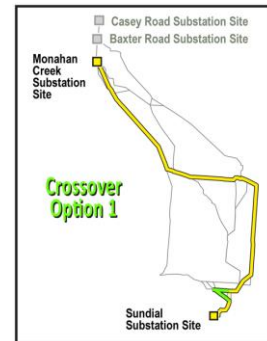 Casey Road Substation Site
Baxter Road Substation Site
Monahan
Creek
Substation
Site
Crossover
Option 1
Sundial
Substation Site